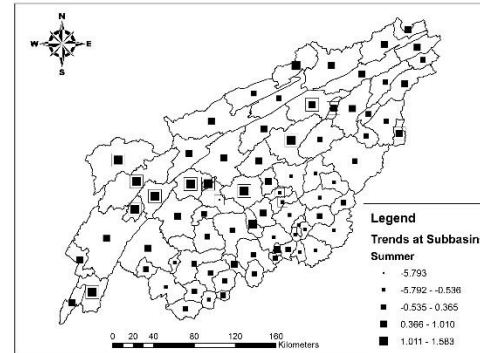 N
W E
S
Legend
Trends at Subbasin
Summer
-5.793
-5.792 - -0.536
-0.535 - 0.365
0.366 - 1.010
1.011 - 1.583
0 20 40 80 120 160
Kilometers